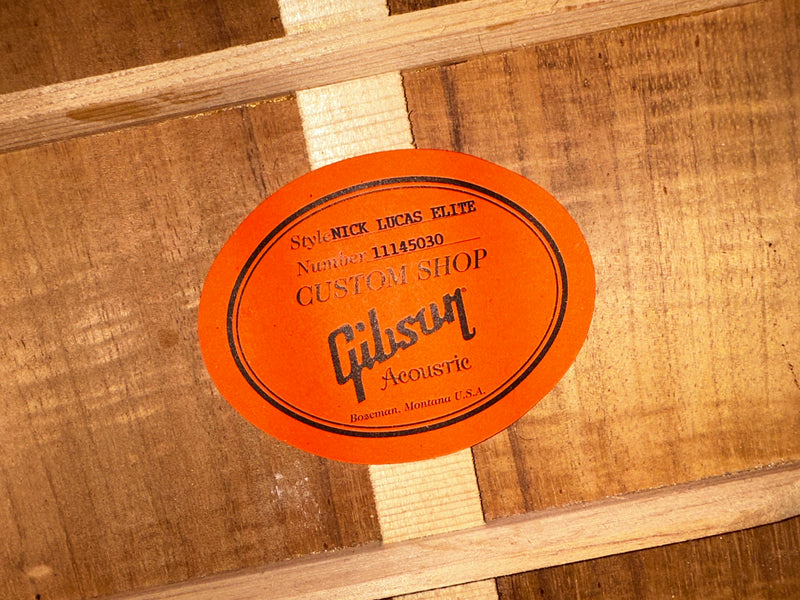 Style NICK LUCAS ELITE
Number 11145030
CUSTOM SHOP
Gibson
Acoustic
Bozeman, Montana U.S.A.